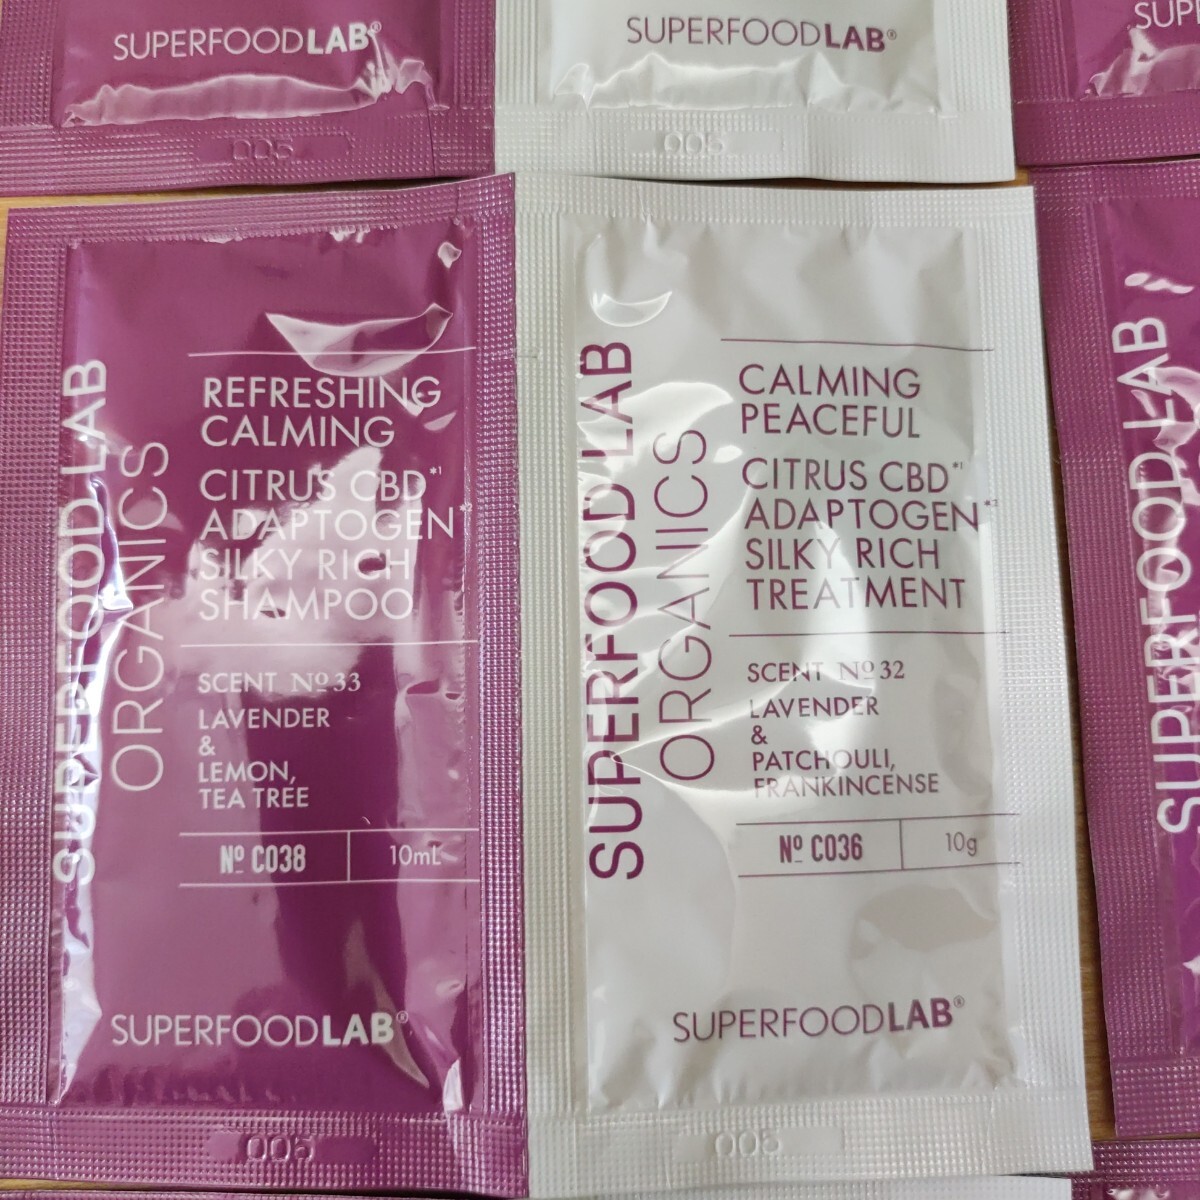 SUPERFOODLAB®
005
SUPERFOODLAB®
005
SUPERFOOD LAB
ORGANICS
REFRESHING
CALMING
CITRUS CBD*1
ADAPTOGEN*2
SILKY RICH
SHAMPOO
SCENT Nº33
LAVENDER
&
LEMON,
TEA TREE
Nº C038 10mL
SUPERFOODLAB®
005
SUPERFOOD LAB
ORGANICS
CALMING
PEACEFUL
CITRUS CBD*1
ADAPTOGEN*2
SILKY RICH
TREATMENT
SCENT Nº32
LAVENDER
&
PATCHOULI,
FRANKINCENSE
Nº C036 10g
SUPERFOODLAB®
005
SUPERFOOD LAB